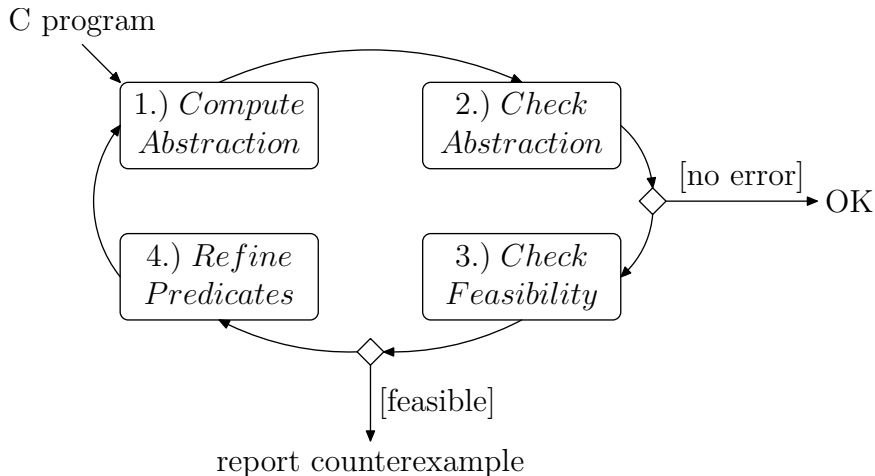 C program
1.) Compute
Abstraction
2.) Check
Abstraction
[no error]
OK
4.) Refine
Predicates
3.) Check
Feasibility
[feasible]
report counterexample